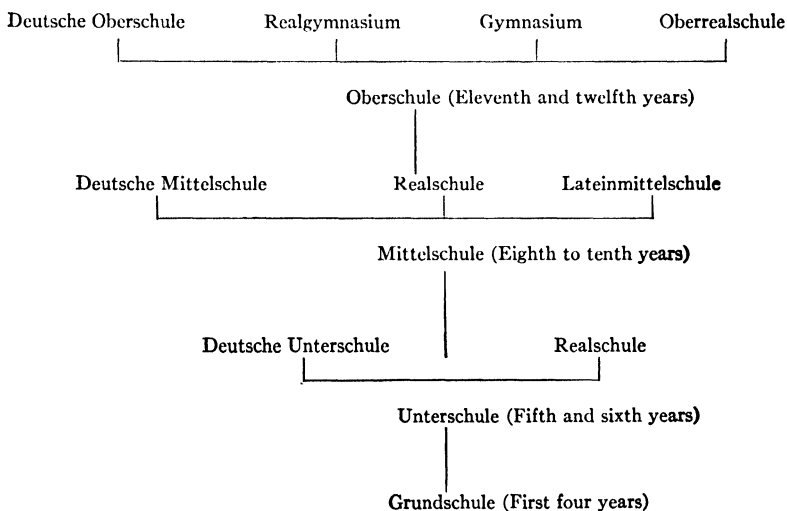 Deutsche Oberschule Realgymnasium Gymnasium Oberrealschule
Oberschule (Eleventh and twelfth years)
Deutsche Mittelschule Realschule Lateinmittelschule
Mittelschule (Eighth to tenth years)
Deutsche Unterschule Realschule
Unterschule (Fifth and sixth years)
Grundschule (First four years)